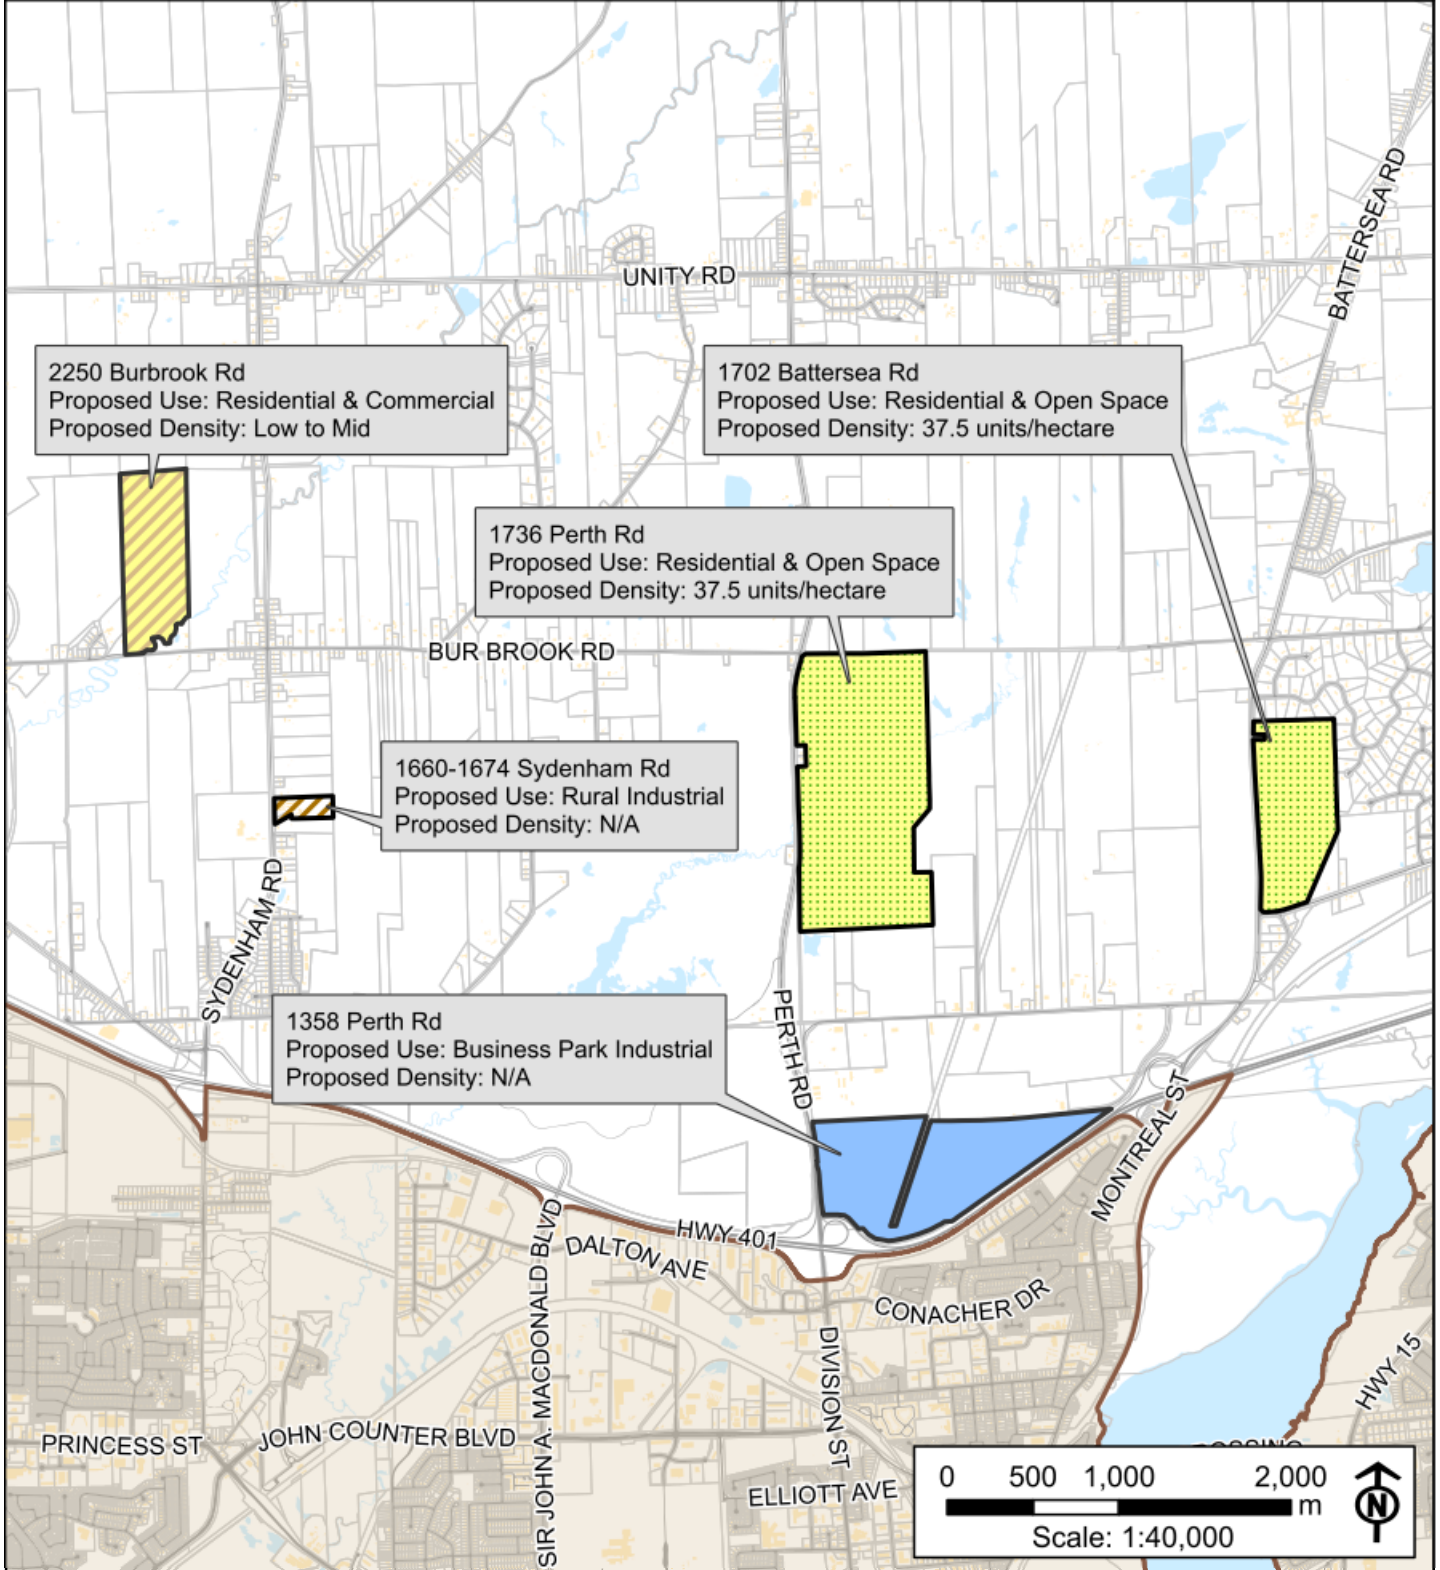 BATTERSEA RD
UNITY RD
2250 Burbrook Rd
Proposed Use: Residential & Commercial
Proposed Density: Low to Mid
1702 Battersea Rd
Proposed Use: Residential & Open Space
Proposed Density: 37.5 units/hectare
1736 Perth Rd
Proposed Use: Residential & Open Space
Proposed Density: 37.5 units/hectare
BUR BROOK RD
1660-1674 Sydenham Rd
Proposed Use: Rural Industrial
Proposed Density: N/A
SYDENHAM RD
1358 Perth Rd
Proposed Use: Business Park Industrial
Proposed Density: N/A
PERTH RD
MONTREAL ST
HWY 401
DALTON AVE
SIR JOHN A. MACDONALD BLVD
CONACHER DR
DIVISION ST
HWY 15
PRINCESS ST
JOHN COUNTER BLVD
ELLIOTT AVE
0 500 1,000 2,000
m
Scale: 1:40,000
N